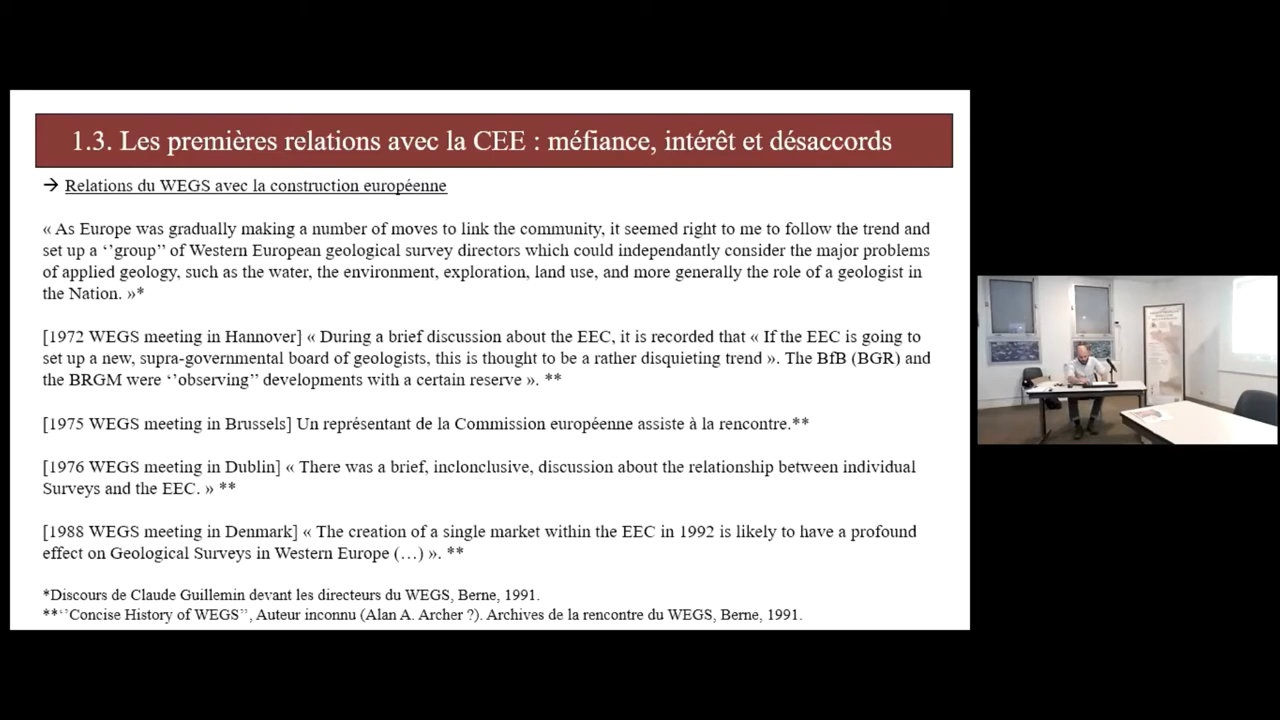 1.3. Les premières relations avec la CEE : méfiance, intérêt et désaccords
→ Relations du WEGS avec la construction européenne
« As Europe was gradually making a number of moves to link the community, it seemed right to me to follow the trend and
set up a ‘’group’’ of Western European geological survey directors which could independantly consider the major problems
of applied geology, such as the water, the environment, exploration, land use, and more generally the role of a geologist in
the Nation. »*
[1972 WEGS meeting in Hannover] « During a brief discussion about the EEC, it is recorded that « If the EEC is going to
set up a new, supra-governmental board of geologists, this is thought to be a rather disquieting trend ». The BfB (BGR) and
the BRGM were ‘’observing’’ developments with a certain reserve ». **
[1975 WEGS meeting in Brussels] Un représentant de la Commission européenne assiste à la rencontre.**
[1976 WEGS meeting in Dublin] « There was a brief, inclonclusive, discussion about the relationship between individual
Surveys and the EEC. » **
[1988 WEGS meeting in Denmark] « The creation of a single market within the EEC in 1992 is likely to have a profound
effect on Geological Surveys in Western Europe (…) ». **
*Discours de Claude Guillemin devant les directeurs du WEGS, Berne, 1991.
**‘’Concise History of WEGS’’, Auteur inconnu (Alan A. Archer ?). Archives de la rencontre du WEGS, Berne, 1991.